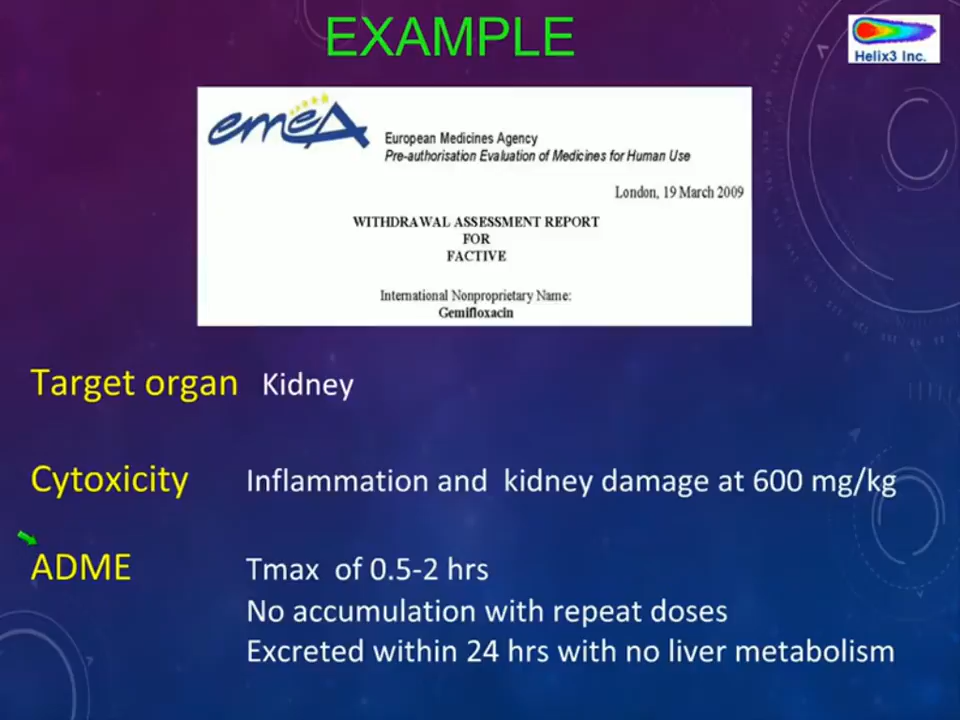 EXAMPLE
Helix3 Inc.
emeA
European Medicines Agency
Pre-authorisation Evaluation of Medicines for Human Use
London, 19 March 2009
WITHDRAWAL ASSESSMENT REPORT
FOR
FACTIVE
International Nonproprietary Name:
Gemifloxacin
Target organ Kidney
Cytoxicity Inflammation and kidney damage at 600 mg/kg
ADME Tmax of 0.5-2 hrs
No accumulation with repeat doses
Excreted within 24 hrs with no liver metabolism